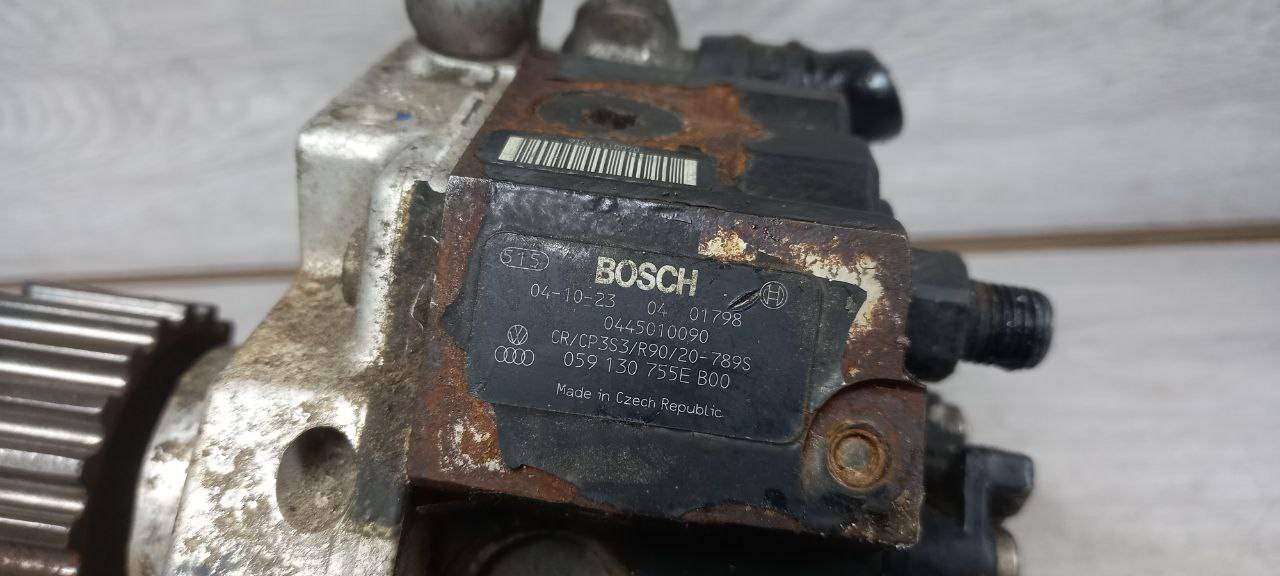 515
BOSCH
04-10-23 04 01798
0445010090
CR/CP3S3/R90/20-789S
059 130 755E B00
Made in Czech Republic